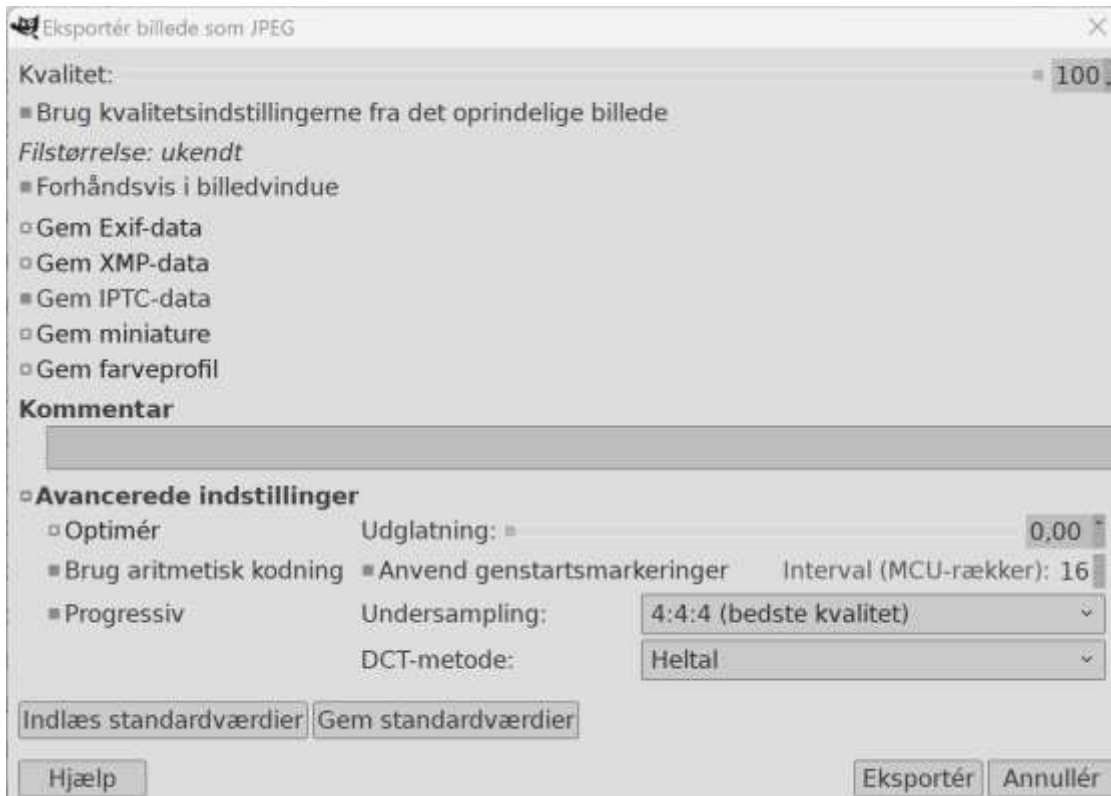 Eksportér billede som JPEG
Kvalitet: 100
Brug kvalitetsindstillingerne fra det oprindelige billede
Filstørrelse: ukendt
Forhåndsvis i billedvindue
Gem Exif-data
Gem XMP-data
Gem IPTC-data
Gem miniature
Gem farveprofil
Kommentar
Avancerede indstillinger
Optimér Udglatning: 0,00
Brug aritmetisk kodning Anvend genstartsmarkeringer Interval (MCU-rækker): 16
Progressiv Undersampling: 4:4:4 (bedste kvalitet)
DCT-metode: Heltal
Indlæs standardværdier Gem standardværdier
Hjælp Eksportér Annullér